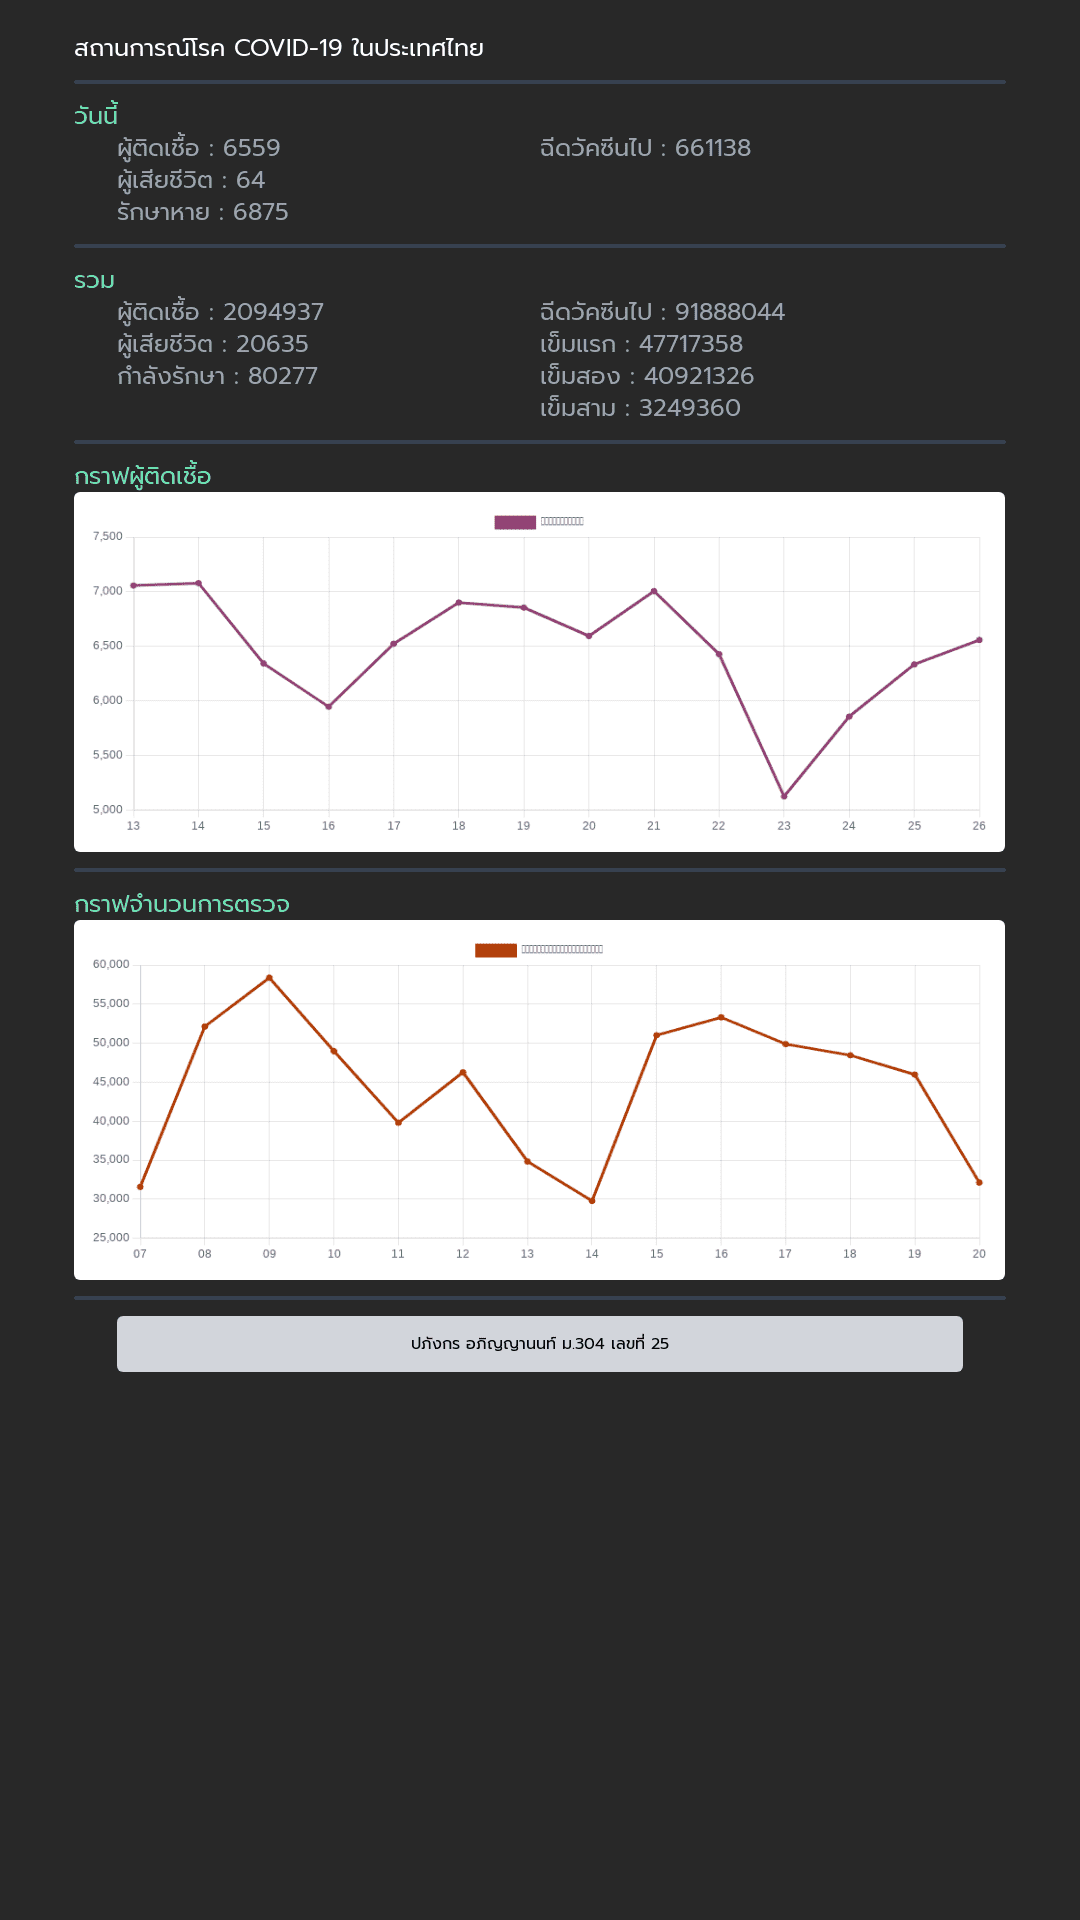 สถานการณ์โรค COVID-19 ในประเทศไทย
วันนี้
ผู้ติดเชื้อ : 6559
ผู้เสียชีวิต : 64
รักษาหาย : 6875
ฉีดวัคซีนไป : 661138
รวม
ผู้ติดเชื้อ : 2094937
ผู้เสียชีวิต : 20635
กำลังรักษา : 80277
ฉีดวัคซีนไป : 91888044
เข็มแรก : 47717358
เข็มสอง : 40921326
เข็มสาม : 3249360
กราฟผู้ติดเชื้อ
7,500
7,000
6,500
6,000
5,500
5,000
13 14 15 16 17 18 19 20 21 22 23 24 25 26
กราฟจำนวนการตรวจ
60,000
55,000
50,000
45,000
40,000
35,000
30,000
25,000
07 08 09 10 11 12 13 14 15 16 17 18 19 20
ปภังกร อภิญญานนท์ ม.304 เลขที่ 25